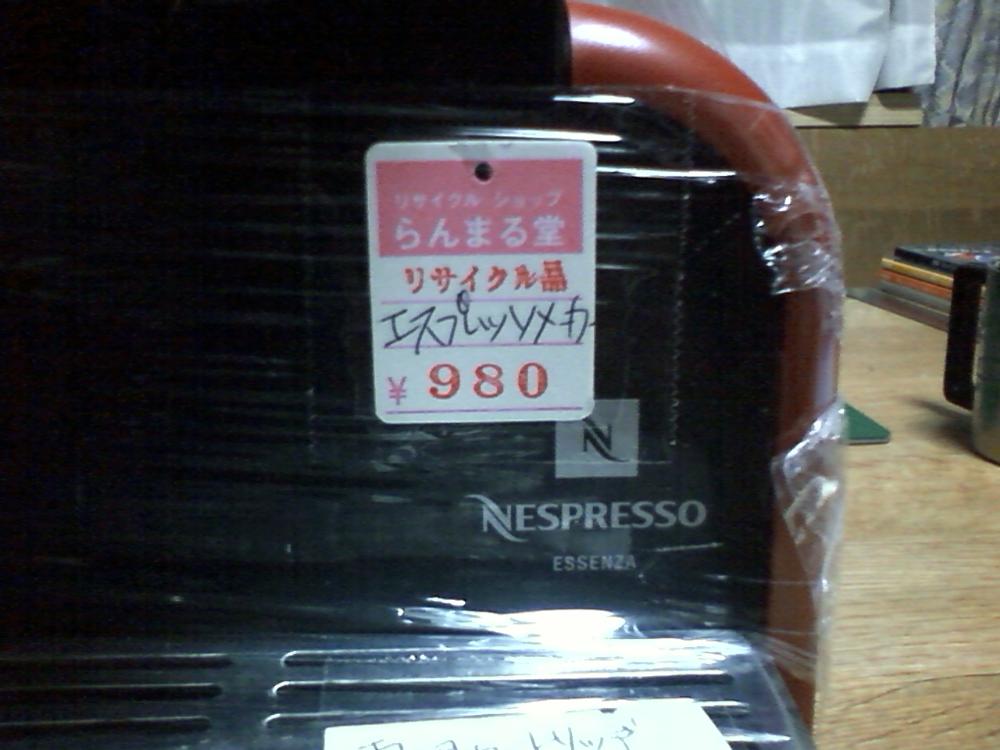 リサイクル ショップ
らんまる堂
リサイクル品
エスプレッソメーカー
¥ 980
N
NESPRESSO
ESSENZA